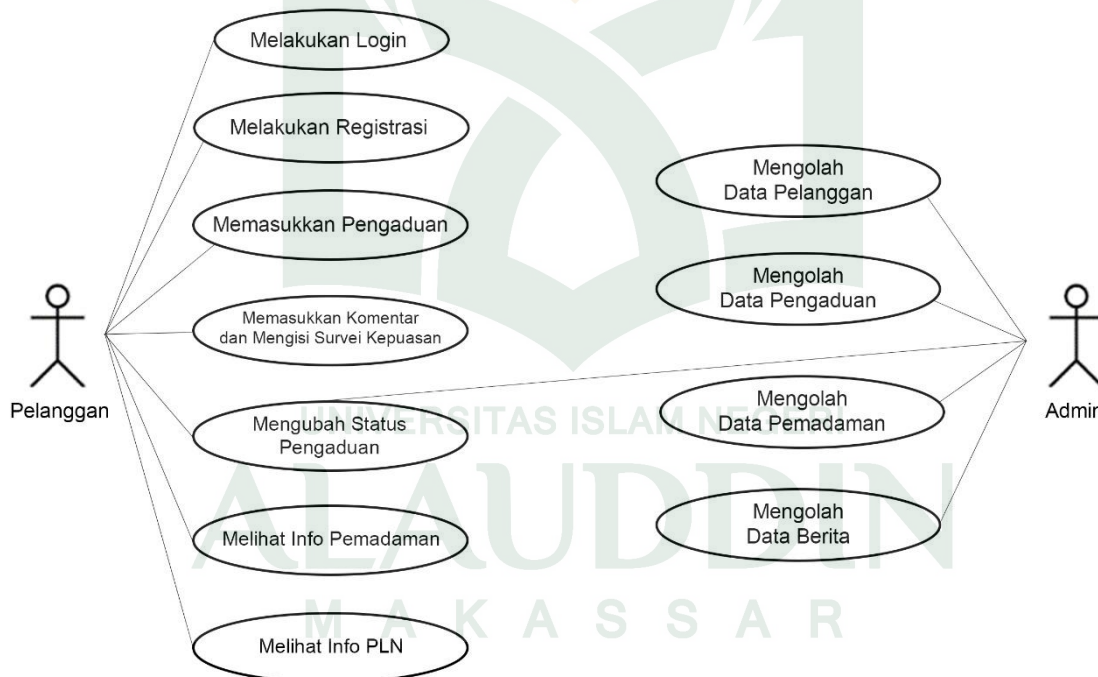 Melakukan Login
Melakukan Registrasi
Memasukkan Pengaduan
Memasukkan Komentar
dan Mengisi Survei Kepuasan
Mengubah Status
Pengaduan
Melihat Info Pemadaman
Melihat Info PLN
Pelanggan
Mengolah
Data Pelanggan
Mengolah
Data Pengaduan
Mengolah
Data Pemadaman
Mengolah
Data Berita
Admin
UNIVERSITAS ISLAM NEGERI
ALAUDDIN
MAKASSAR